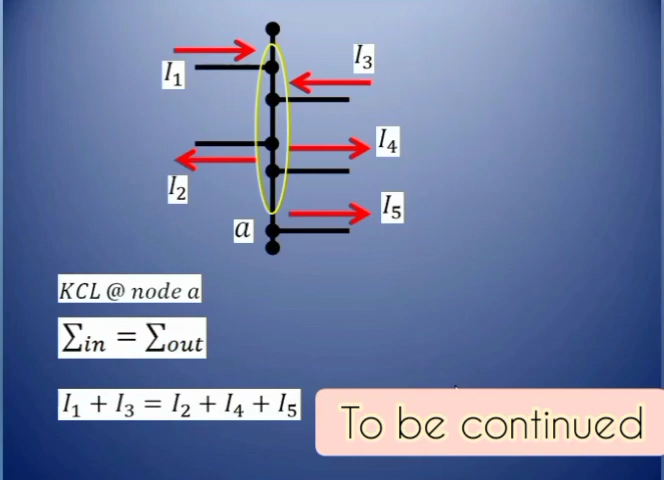 I₁
I₃
I₄
I₂
I₅
a
KCL @ node a
∑in = ∑out
I₁ + I₃ = I₂ + I₄ + I₅
To be continued